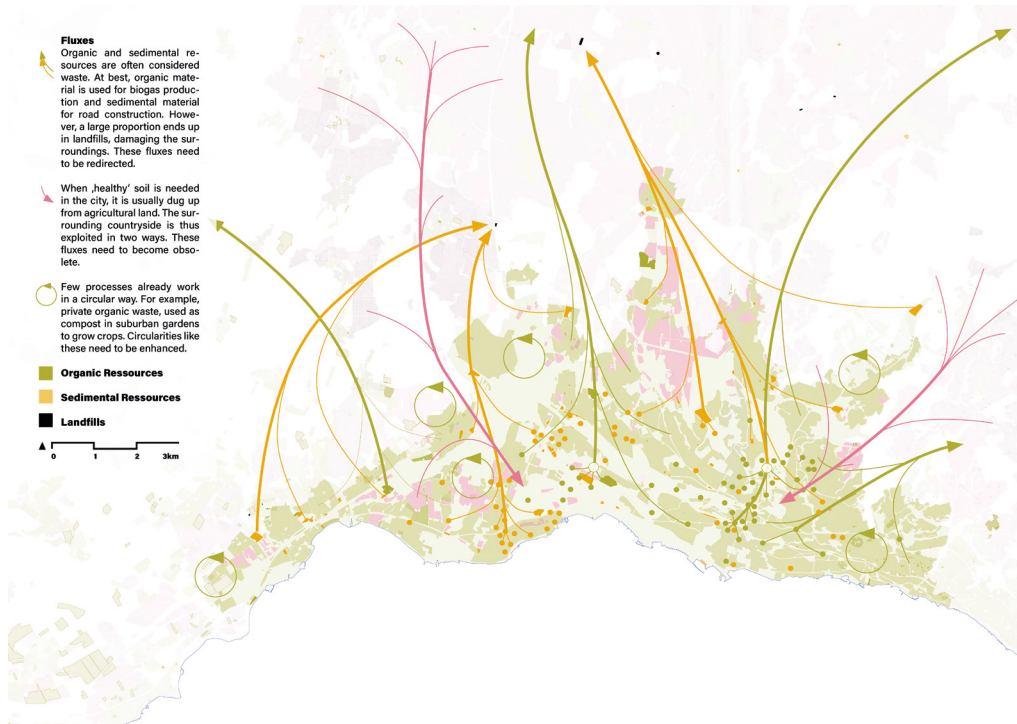 Fluxes
Organic and sedimental re-
sources are often considered
waste. At best, organic mate-
rial is used for biogas produc-
tion and sedimental material
for road construction. Howe-
ver, a large proportion ends up
in landfills, damaging the sur-
roundings. These fluxes need
to be redirected.
When ‚healthy' soil is needed
in the city, it is usually dug up
from agricultural land. The sur-
rounding countryside is thus
exploited in two ways. These
fluxes need to become obso-
lete.
Few processes already work
in a circular way. For example,
private organic waste, used as
compost in suburban gardens
to grow crops. Circularities like
these need to be enhanced.
Organic Ressources
Sedimental Ressources
Landfills
0 1 2 3km